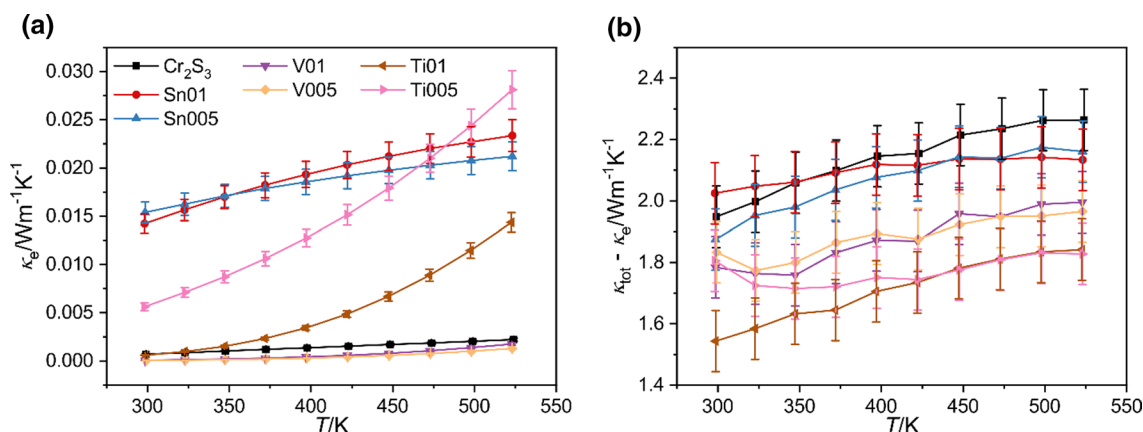 (a)
κe/Wm⁻¹K⁻¹
0.030
0.025
0.020
0.015
0.010
0.005
0.000
Cr₂S₃ V01 Ti01
Sn01 V005 Ti005
Sn005
300 350 400 450 500 550
T/K
(b)
κtot - κe/Wm⁻¹K⁻¹
2.4
2.2
2.0
1.8
1.6
1.4
300 350 400 450 500 550
T/K